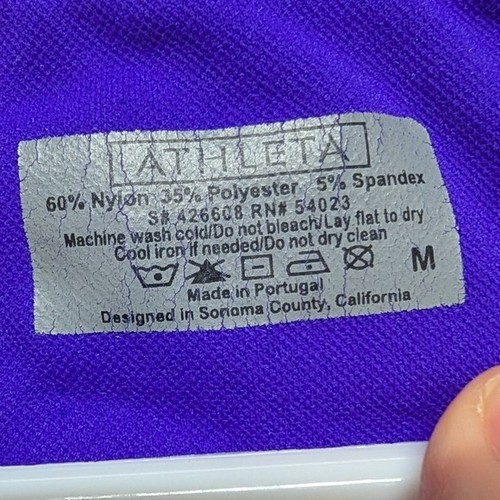 ATHLETA
60% Nylon 35% Polyester 5% Spandex
S# 426608 RN# 54023
Machine wash cold/Do not bleach/Lay flat to dry
Cool iron if needed/Do not dry clean
M
Made in Portugal
Designed in Sonoma County, California